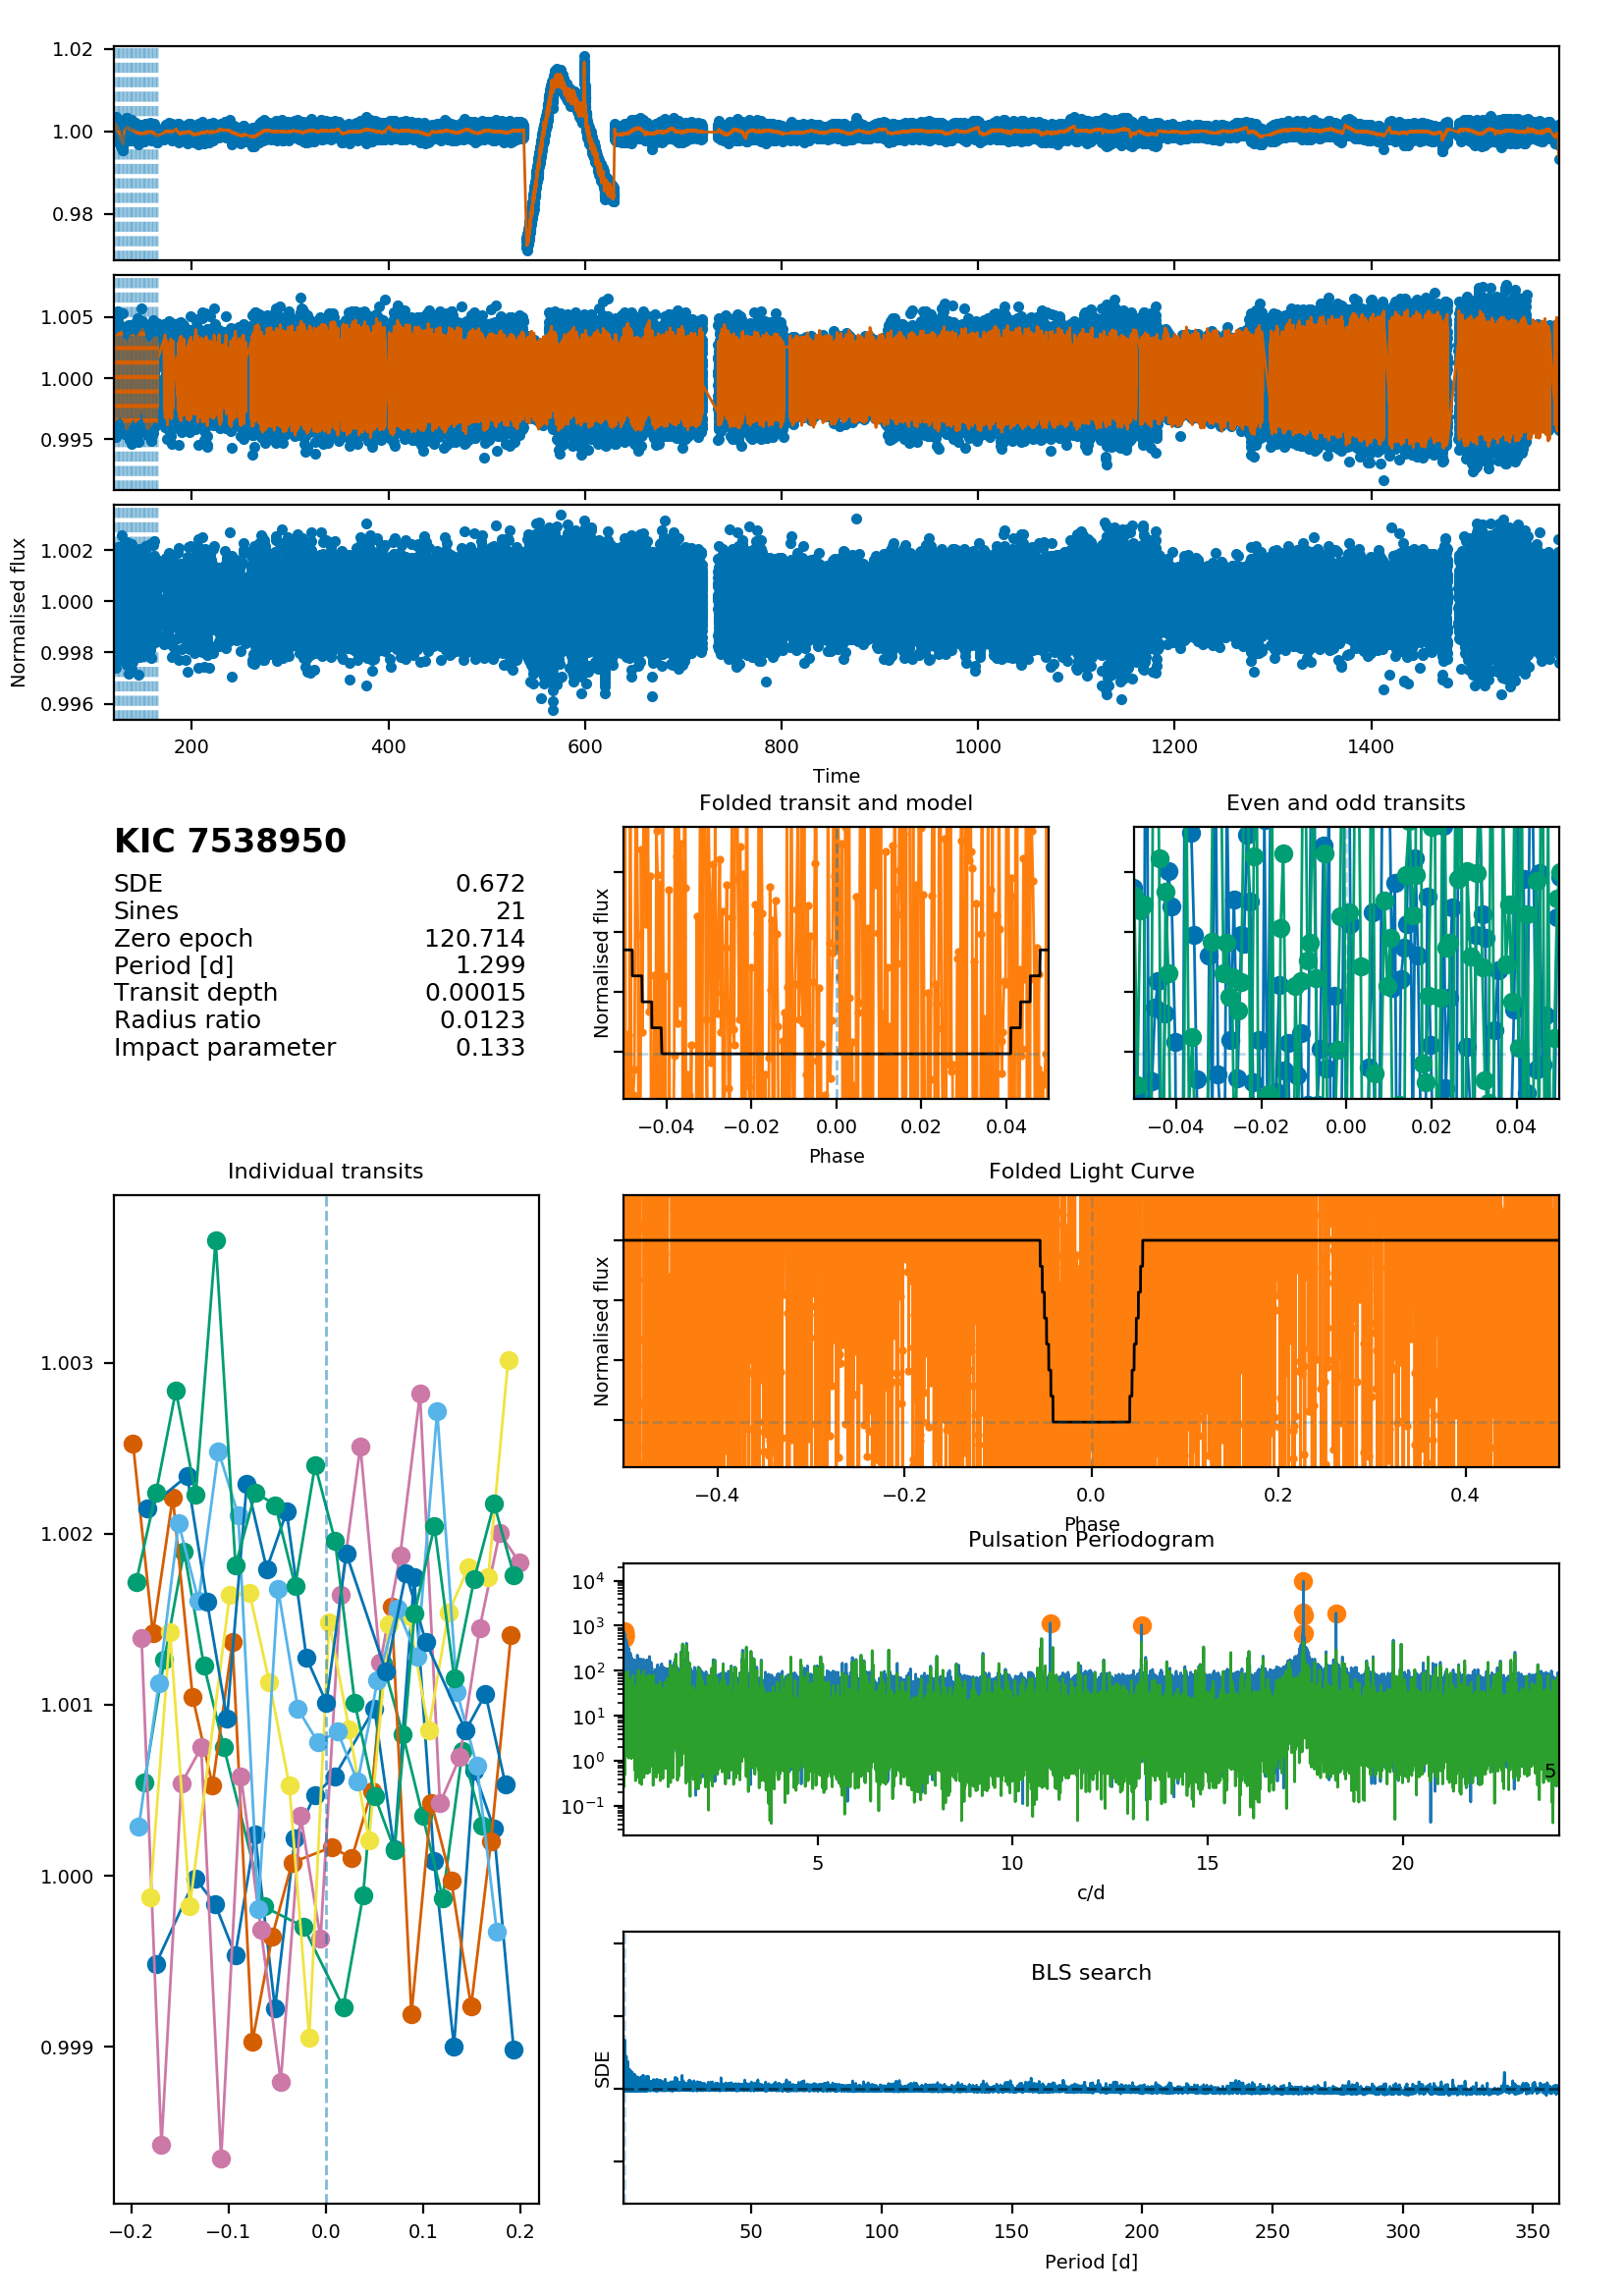 1.02
1.00
0.98
1.005
1.000
0.995
1.002
1.000
0.998
0.996
Normalised flux
200 400 600 800 1000 1200 1400
Time
KIC 7538950
SDE 0.672
Sines 21
Zero epoch 120.714
Period [d] 1.299
Transit depth 0.00015
Radius ratio 0.0123
Impact parameter 0.133
Folded transit and model
Normalised flux
−0.04 −0.02 0.00 0.02 0.04
Phase
Even and odd transits
−0.04 −0.02 0.00 0.02 0.04
Individual transits
1.003
1.002
1.001
1.000
0.999
−0.2 −0.1 0.0 0.1 0.2
Folded Light Curve
Normalised flux
−0.4 −0.2 0.0 0.2 0.4
Phase
Pulsation Periodogram
10⁴
10³
10²
10¹
10⁰
10⁻¹
5
5 10 15 20
c/d
BLS search
SDE
50 100 150 200 250 300 350
Period [d]